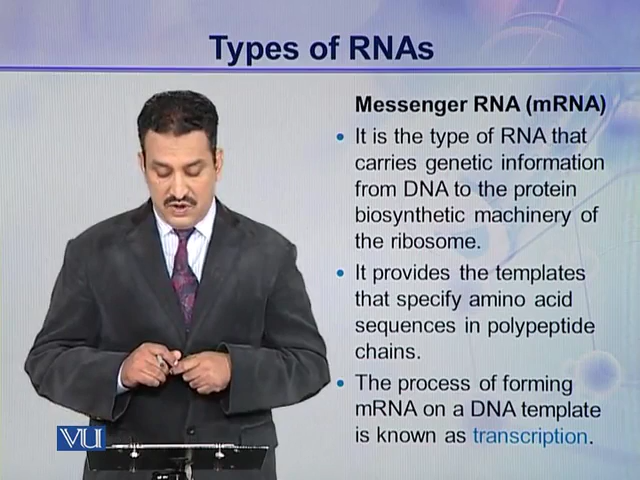 Types of RNAs
Messenger RNA (mRNA)
• It is the type of RNA that
carries genetic information
from DNA to the protein
biosynthetic machinery of
the ribosome.
• It provides the templates
that specify amino acid
sequences in polypeptide
chains.
• The process of forming
mRNA on a DNA template
is known as transcription.
VU